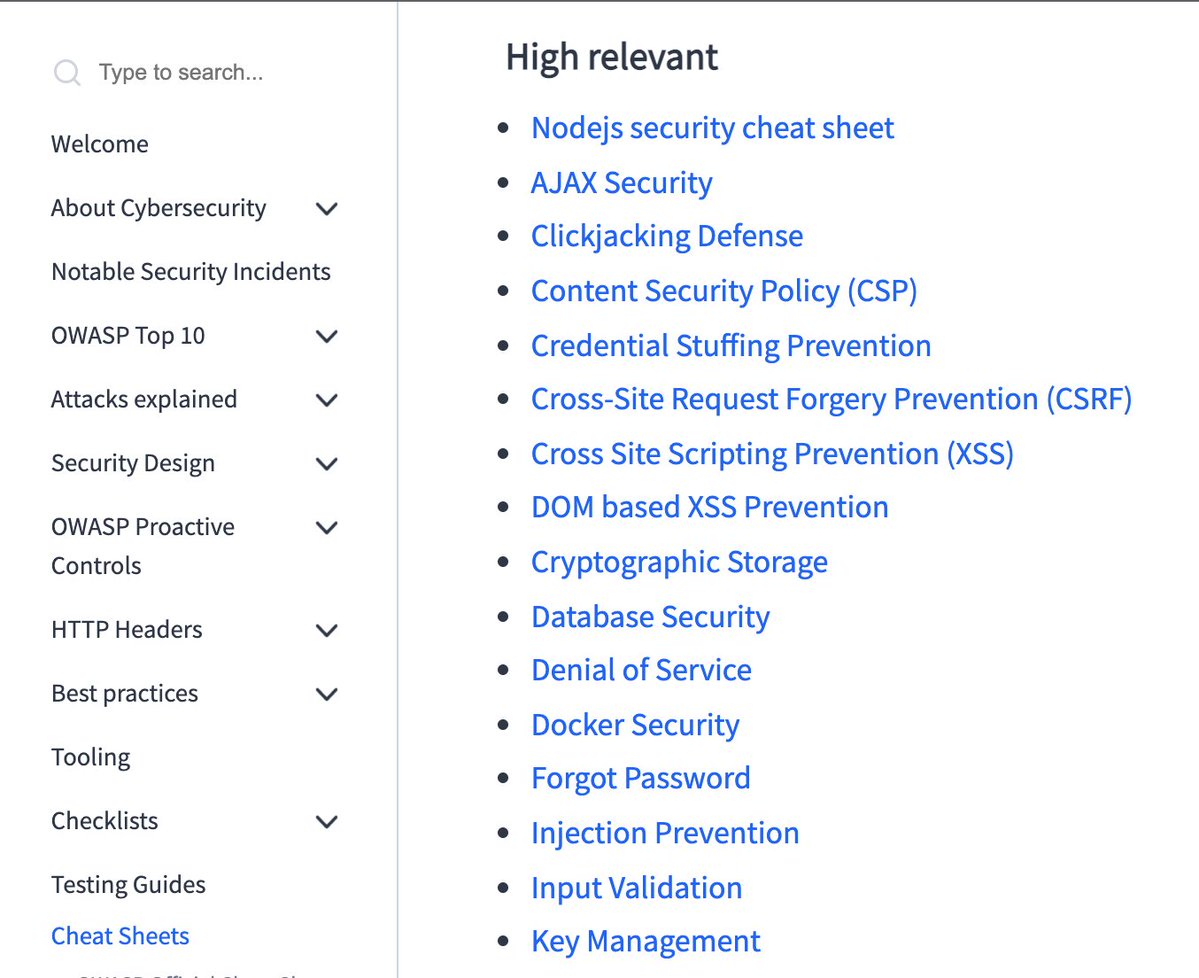 Type to search...
Welcome
About Cybersecurity
Notable Security Incidents
OWASP Top 10
Attacks explained
Security Design
OWASP Proactive
Controls
HTTP Headers
Best practices
Tooling
Checklists
Testing Guides
Cheat Sheets
High relevant
Nodejs security cheat sheet
AJAX Security
Clickjacking Defense
Content Security Policy (CSP)
Credential Stuffing Prevention
Cross-Site Request Forgery Prevention (CSRF)
Cross Site Scripting Prevention (XSS)
DOM based XSS Prevention
Cryptographic Storage
Database Security
Denial of Service
Docker Security
Forgot Password
Injection Prevention
Input Validation
Key Management